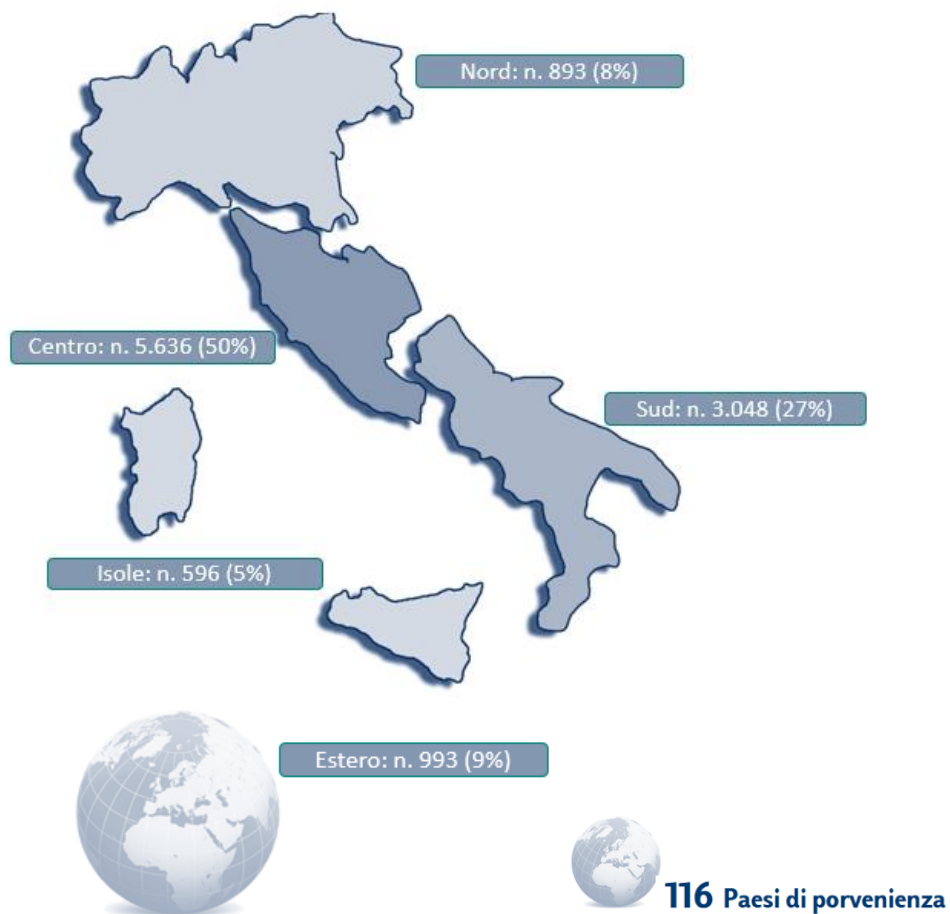 Nord: n. 893 (8%)
Centro: n. 5.636 (50%)
Sud: n. 3.048 (27%)
Isole: n. 596 (5%)
Estero: n. 993 (9%)
116 Paesi di porvenienza